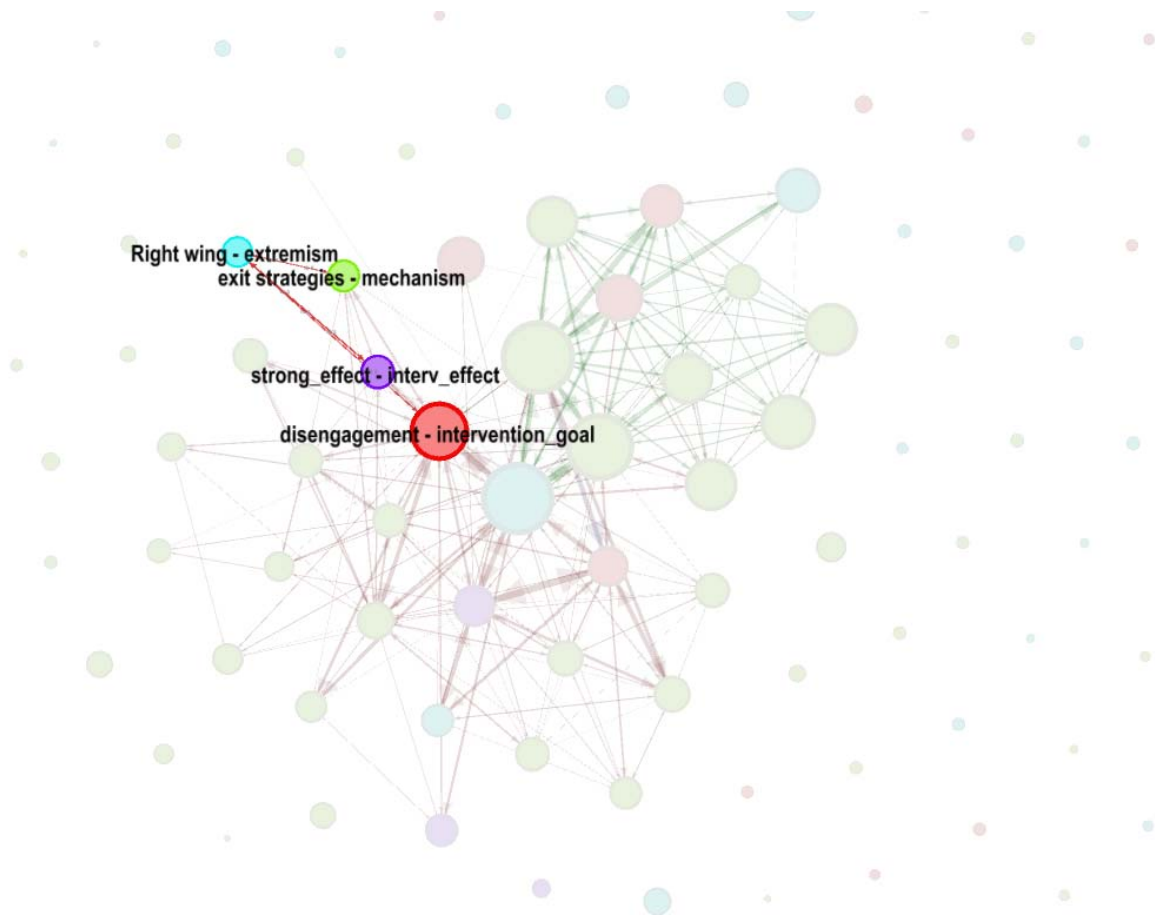 Right wing - extremism
exit strategies - mechanism
strong_effect - interv_effect
disengagement - intervention_goal